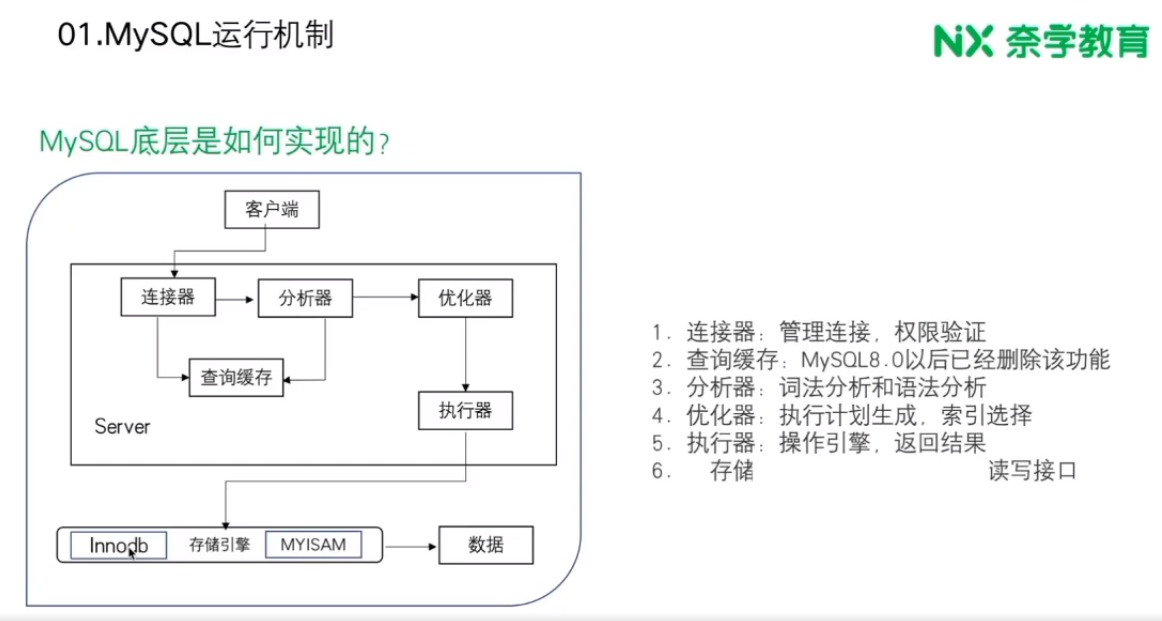 01.MySQL运行机制
NX 奈学教育
MySQL底层是如何实现的?
客户端
连接器
分析器
优化器
查询缓存
执行器
Server
Innodb
存储引擎
MYISAM
数据
1. 连接器：管理连接，权限验证
2. 查询缓存：MySQL8.0以后已经删除该功能
3. 分析器：词法分析和语法分析
4. 优化器：执行计划生成，索引选择
5. 执行器：操作引擎，返回结果
6. 存储 读写接口